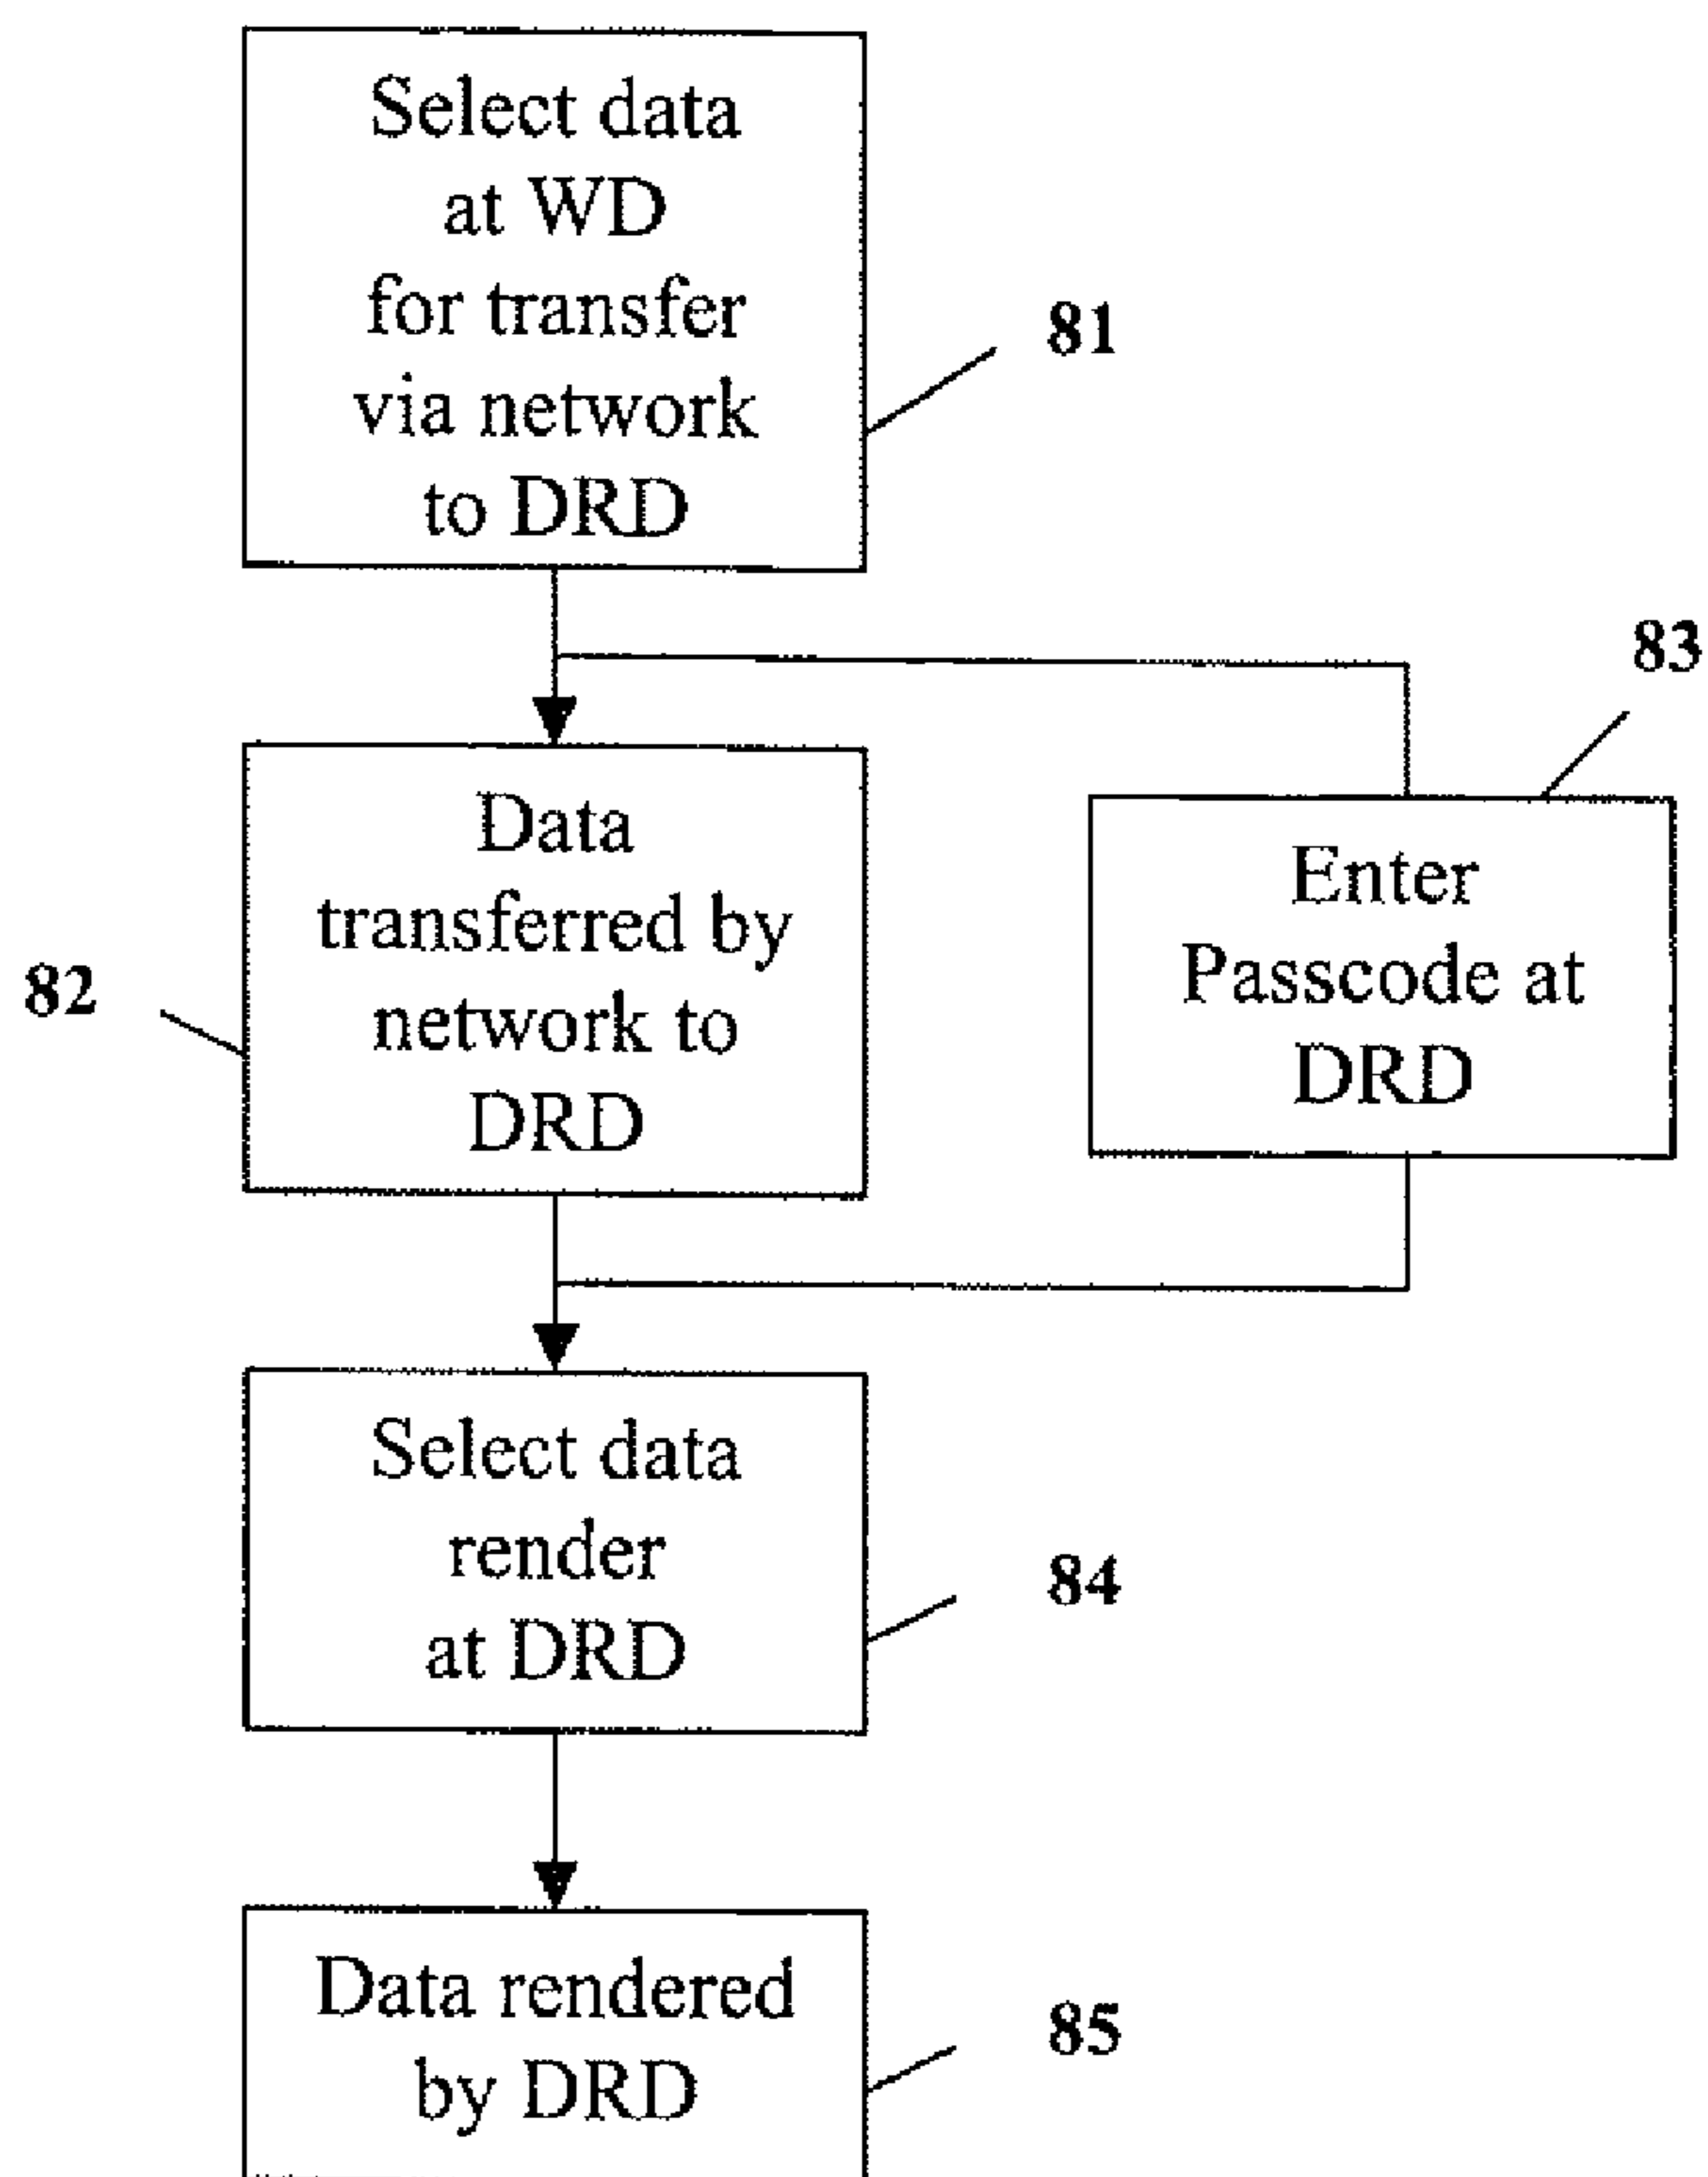 Select data
at WD
for transfer
via network
to DRD
81
83
Data
transferred by
network to
DRD
82
Enter
Passcode at
DRD
Select data
render
at DRD
84
Data rendered
by DRD
85